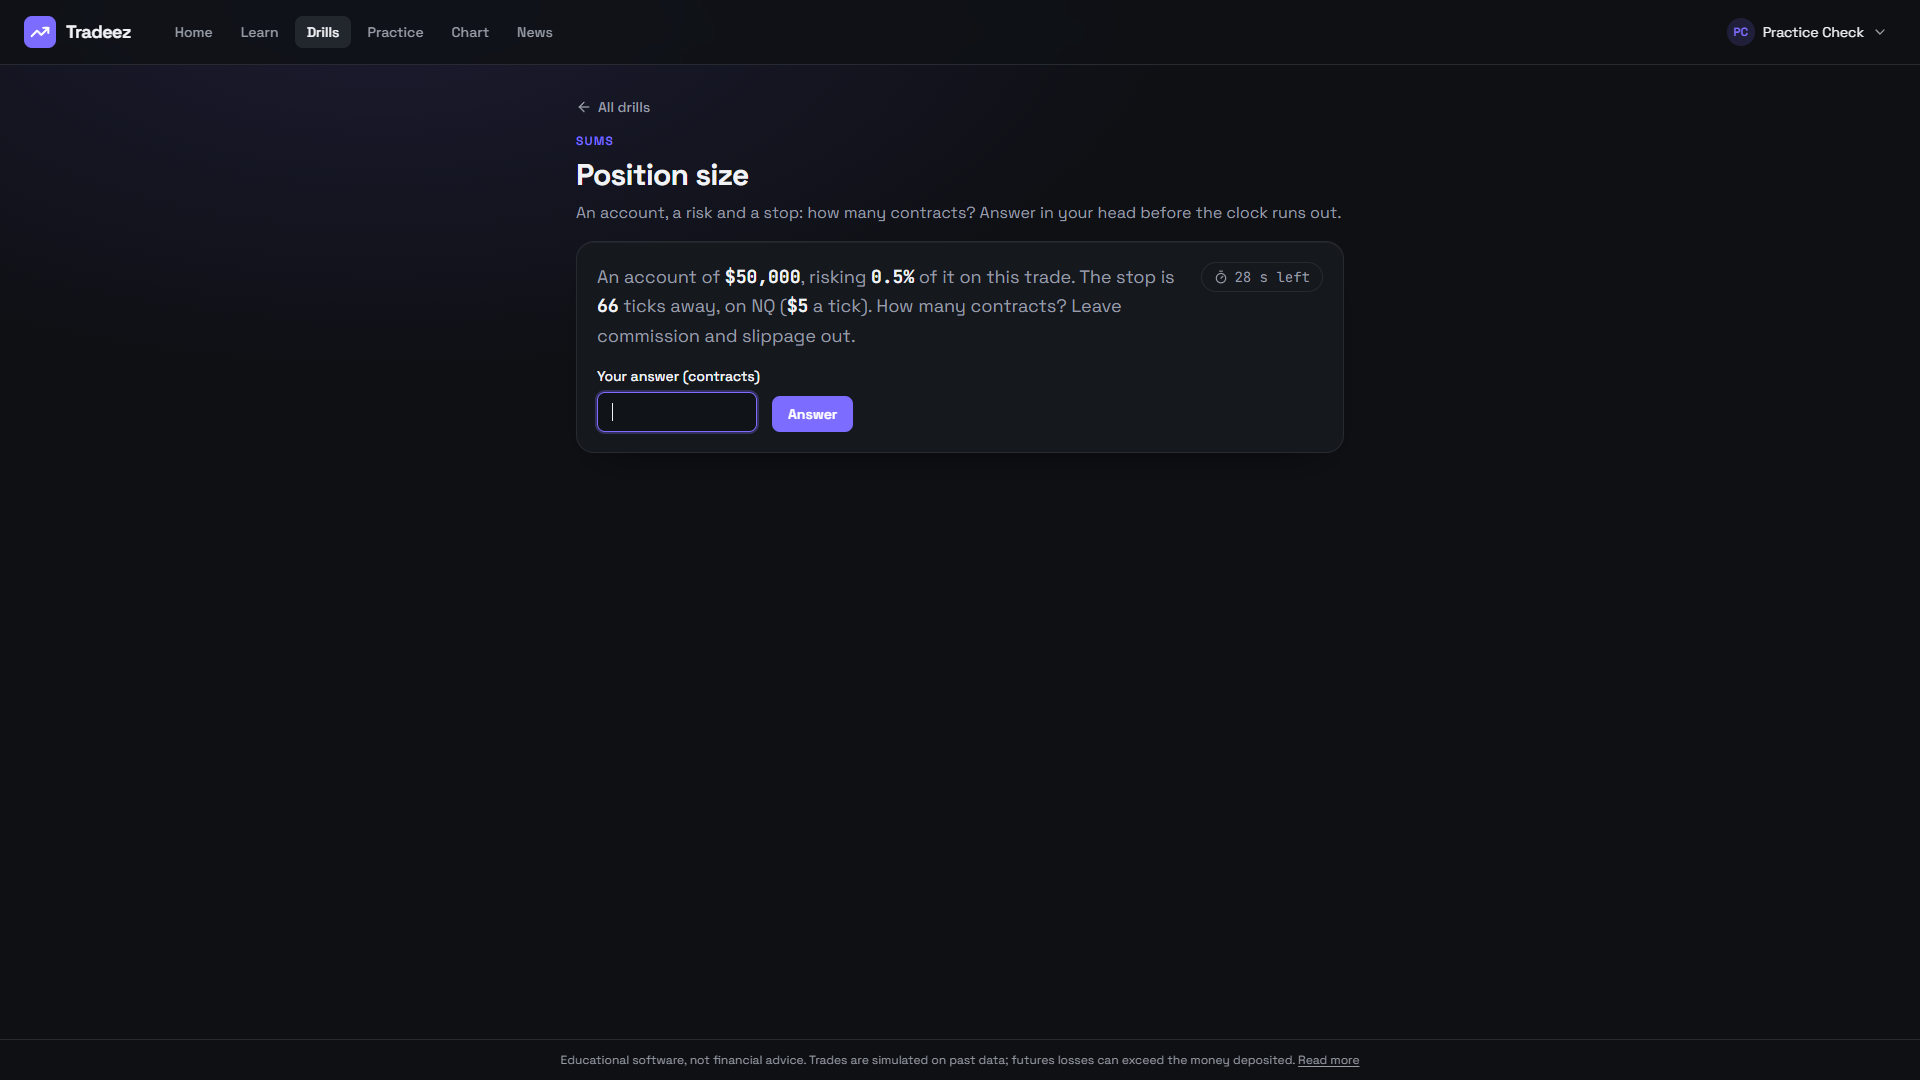 Tradeez
Home
Learn
Drills
Practice
Chart
News
PC
Practice Check
All drills
SUMS
Position size
An account, a risk and a stop: how many contracts? Answer in your head before the clock runs out.
An account of $50,000, risking 0.5% of it on this trade. The stop is
66 ticks away, on NQ ($5 a tick). How many contracts? Leave
commission and slippage out.
28 s left
Your answer (contracts)
Answer
Educational software, not financial advice. Trades are simulated on past data; futures losses can exceed the money deposited. Read more